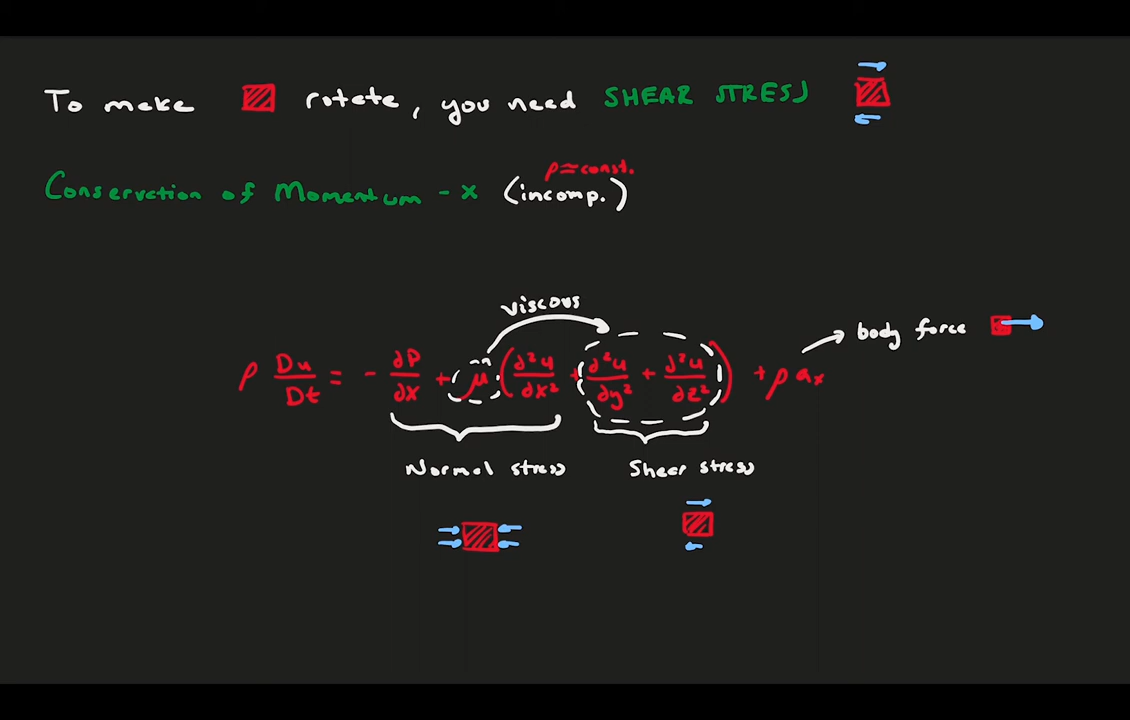 To make rotate, you need SHEAR STRESS
ρ≈const.
Conservation of Momentum - x (incomp.)
viscous
body force
ρ Du/Dt = - ∂P/∂x + μ(∂²u/∂x² + ∂²u/∂y² + ∂²u/∂z²) + ρ aₓ
Normal stress Shear stress